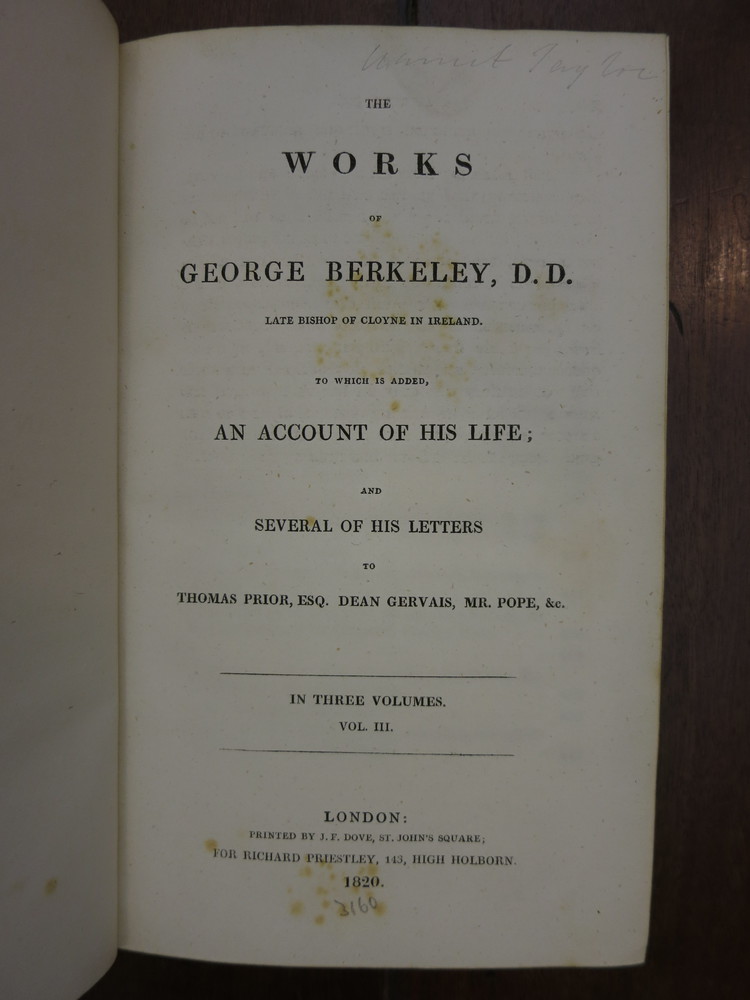 THE
WORKS
OF
GEORGE BERKELEY, D.D.
LATE BISHOP OF CLOYNE IN IRELAND.
TO WHICH IS ADDED,
AN ACCOUNT OF HIS LIFE;
AND
SEVERAL OF HIS LETTERS
TO
THOMAS PRIOR, ESQ. DEAN GERVAIS, MR. POPE, &c.
IN THREE VOLUMES.
VOL. III.
LONDON:
PRINTED BY J. F. DOVE, ST. JOHN'S SQUARE;
FOR RICHARD PRIESTLEY, 143, HIGH HOLBORN.
1820.
3160